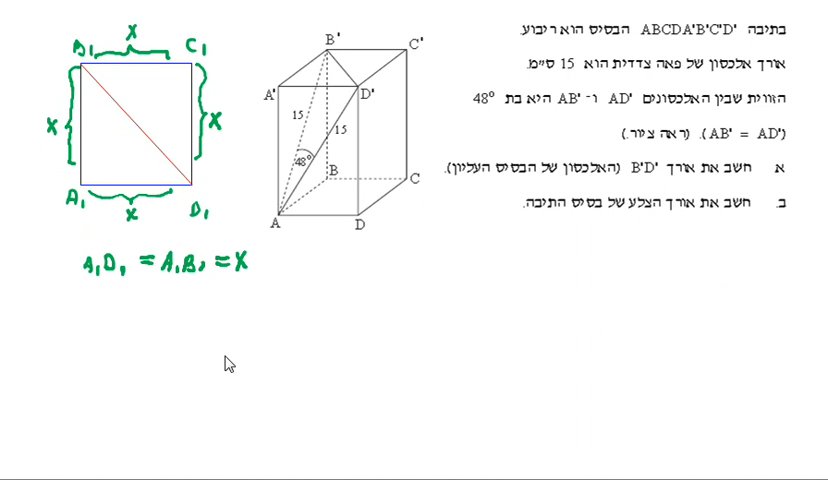 בתיבה ABCDA'B'C'D' הבסיס הוא ריבוע.
אורך אלכסון של פאה צדדית הוא 15 ס״מ.
הזווית שבין האלכסונים AD' ו- AB' היא בת 48°
(AB' = AD'). (ראה ציור.)
א. חשב את אורך B'D' (האלכסון של הבסיס העליון).
ב. חשב את אורך הצלע של בסיס התיבה.
B' C'
A' D'
15 15
48°
B C
A D
X
B₁ C₁
X X
A₁ X D₁
A₁D₁ = A₁B₁ = X